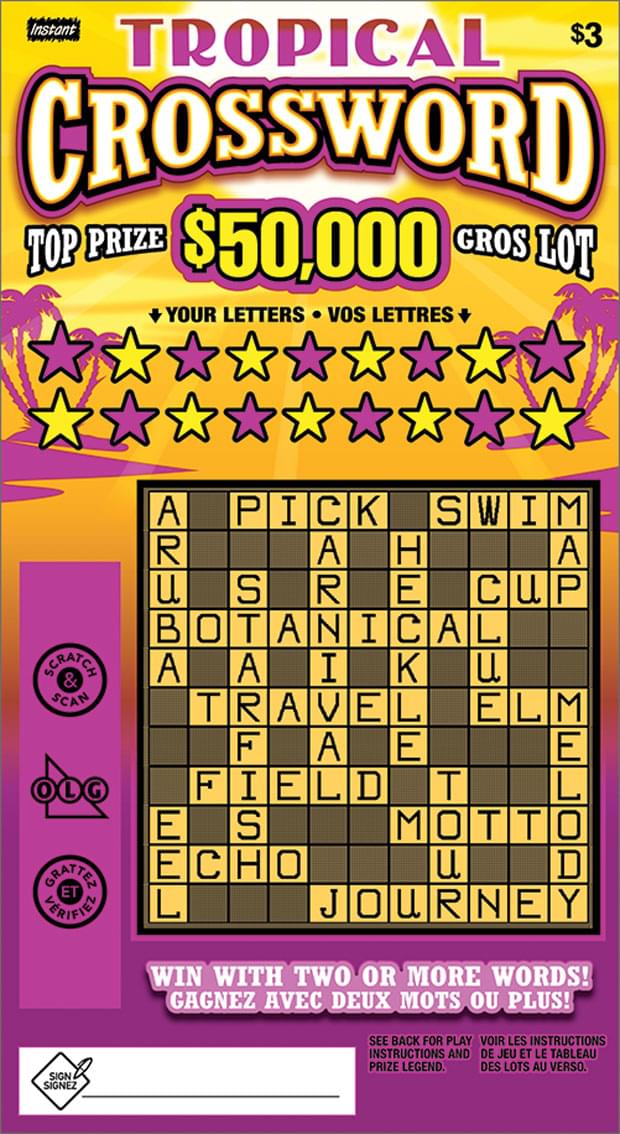 Instant
$3
TROPICAL
CROSSWORD
TOP PRIZE $50,000 GROS LOT
YOUR LETTERS • VOS LETTRES
A PICK SWIM
R A H A
U S R E CUP
BOTANICAL
A A I K U
TRAVEL ELM
F A E E
FIELD T L
E S MOTTO
ECHO U D
L JOURNEY
SCRATCH & SCAN
OLG
GRATTEZ ET VÉRIFIEZ
WIN WITH TWO OR MORE WORDS!
GAGNEZ AVEC DEUX MOTS OU PLUS!
SEE BACK FOR PLAY
INSTRUCTIONS AND
PRIZE LEGEND.
VOIR LES INSTRUCTIONS
DE JEU ET LE TABLEAU
DES LOTS AU VERSO.
SIGN
SIGNEZ